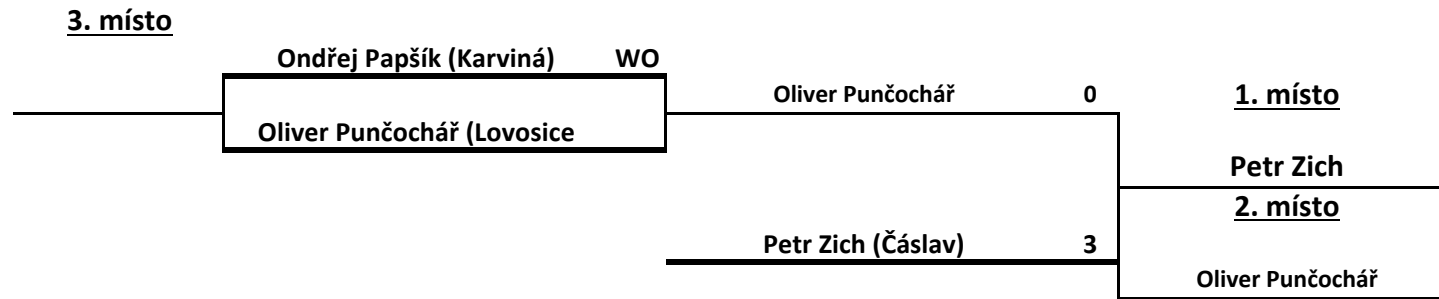 3. místo
Ondřej Papšík (Karviná) WO
Oliver Punčochář 0 1. místo
Oliver Punčochář (Lovosice
Petr Zich
2. místo
Petr Zich (Čáslav) 3
Oliver Punčochář